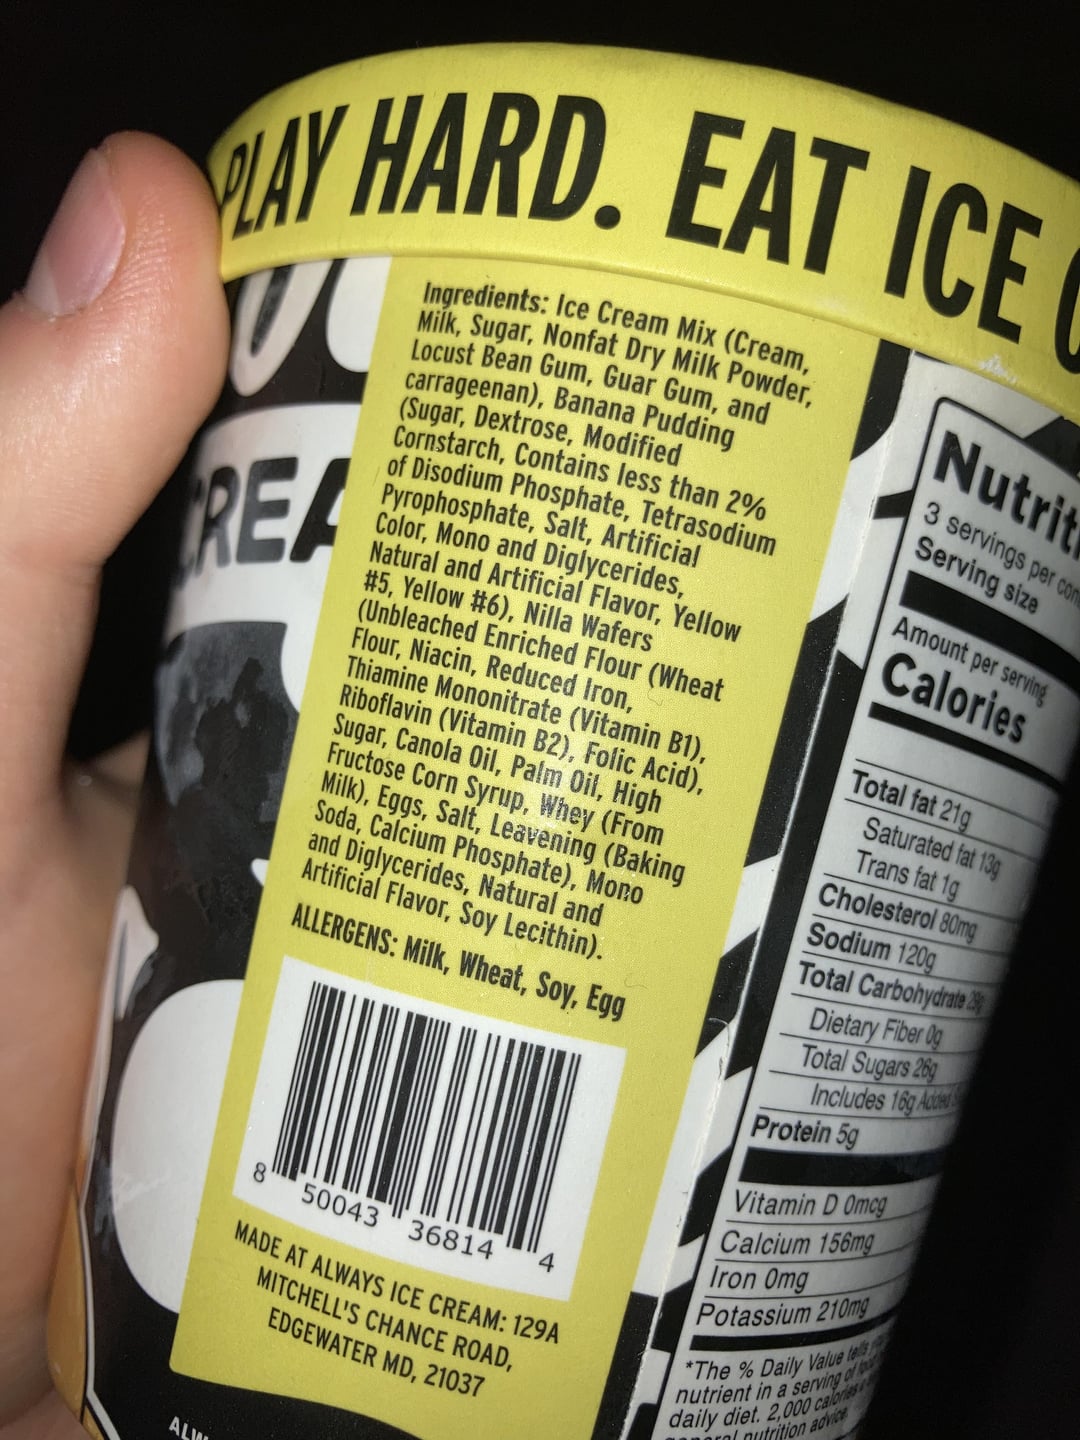 PLAY HARD. EAT ICE
CREA
Ingredients: Ice Cream Mix (Cream,
Milk, Sugar, Nonfat Dry Milk Powder,
Locust Bean Gum, Guar Gum, and
carrageenan), Banana Pudding
(Sugar, Dextrose, Modified
Cornstarch, Contains less than 2%
of Disodium Phosphate, Tetrasodium
Pyrophosphate, Salt, Artificial
Color, Mono and Diglycerides,
Natural and Artificial Flavor, Yellow
#5, Yellow #6), Nilla Wafers
(Unbleached Enriched Flour (Wheat
Flour, Niacin, Reduced Iron,
Thiamine Mononitrate (Vitamin B1),
Riboflavin (Vitamin B2), Folic Acid),
Sugar, Canola Oil, Palm Oil, High
Fructose Corn Syrup, Whey (From
Milk), Eggs, Salt, Leavening (Baking
Soda, Calcium Phosphate), Mono
and Diglycerides, Natural and
Artificial Flavor, Soy Lecithin).
ALLERGENS: Milk, Wheat, Soy, Egg
8 50043 36814 4
MADE AT ALWAYS ICE CREAM: 129A
MITCHELL'S CHANCE ROAD,
EDGEWATER MD, 21037
ALW
Nutriti
3 servings per con
Serving size
Amount per serving
Calories
Total fat 21g
Saturated fat 13g
Trans fat 1g
Cholesterol 80mg
Sodium 120g
Total Carbohydrate
Dietary Fiber 0g
Total Sugars 26g
Includes 16g Added
Protein 5g
Vitamin D 0mcg
Calcium 156mg
Iron 0mg
Potassium 210mg
*The % Daily Value tells
nutrient in a serving of food
daily diet. 2,000 calories
general nutrition advice.